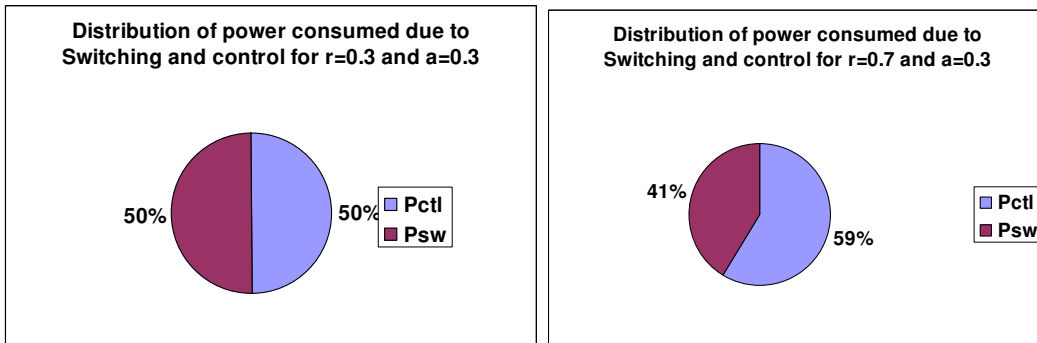 Distribution of power consumed due to
Switching and control for r=0.3 and a=0.3
50%
50%
Pctl
Psw
Distribution of power consumed due to
Switching and control for r=0.7 and a=0.3
41%
59%
Pctl
Psw